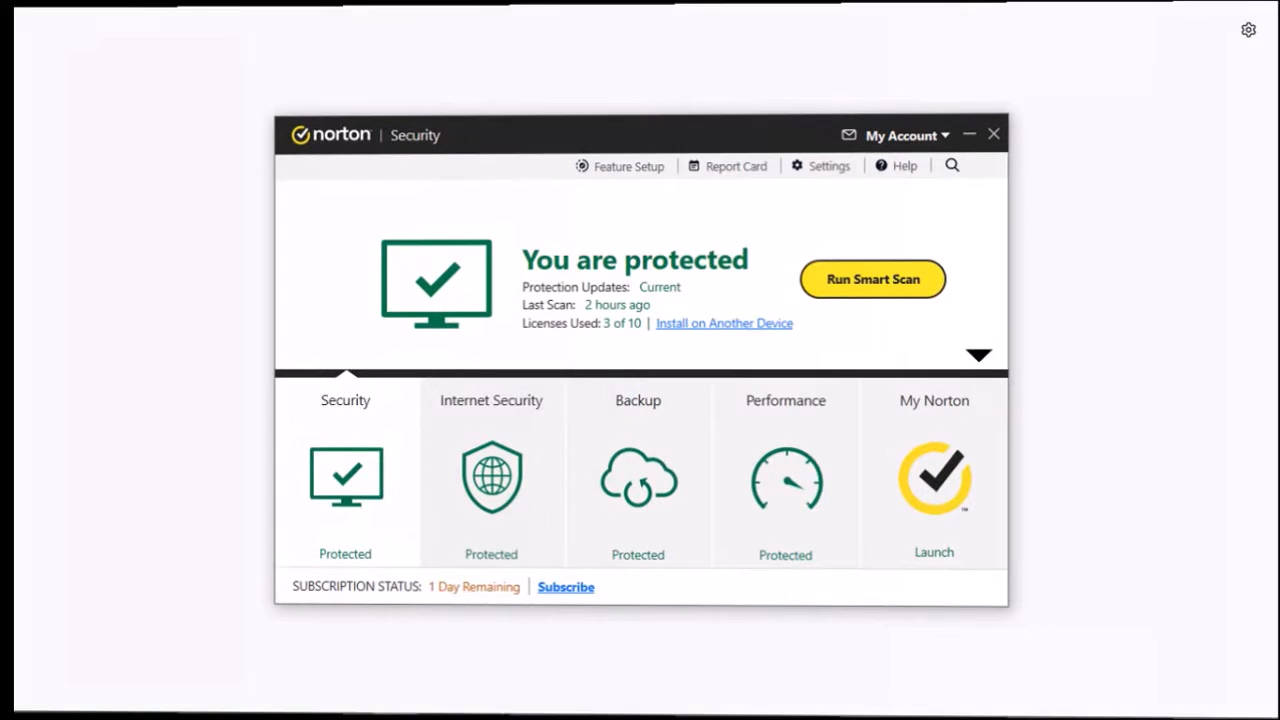 norton | Security
My Account
Feature Setup | Report Card | Settings | Help
You are protected
Run Smart Scan
Protection Updates: Current
Last Scan: 2 hours ago
Licenses Used: 3 of 10 | Install on Another Device
Security
Internet Security
Backup
Performance
My Norton
Protected
Protected
Protected
Protected
Launch
SUBSCRIPTION STATUS: 1 Day Remaining | Subscribe